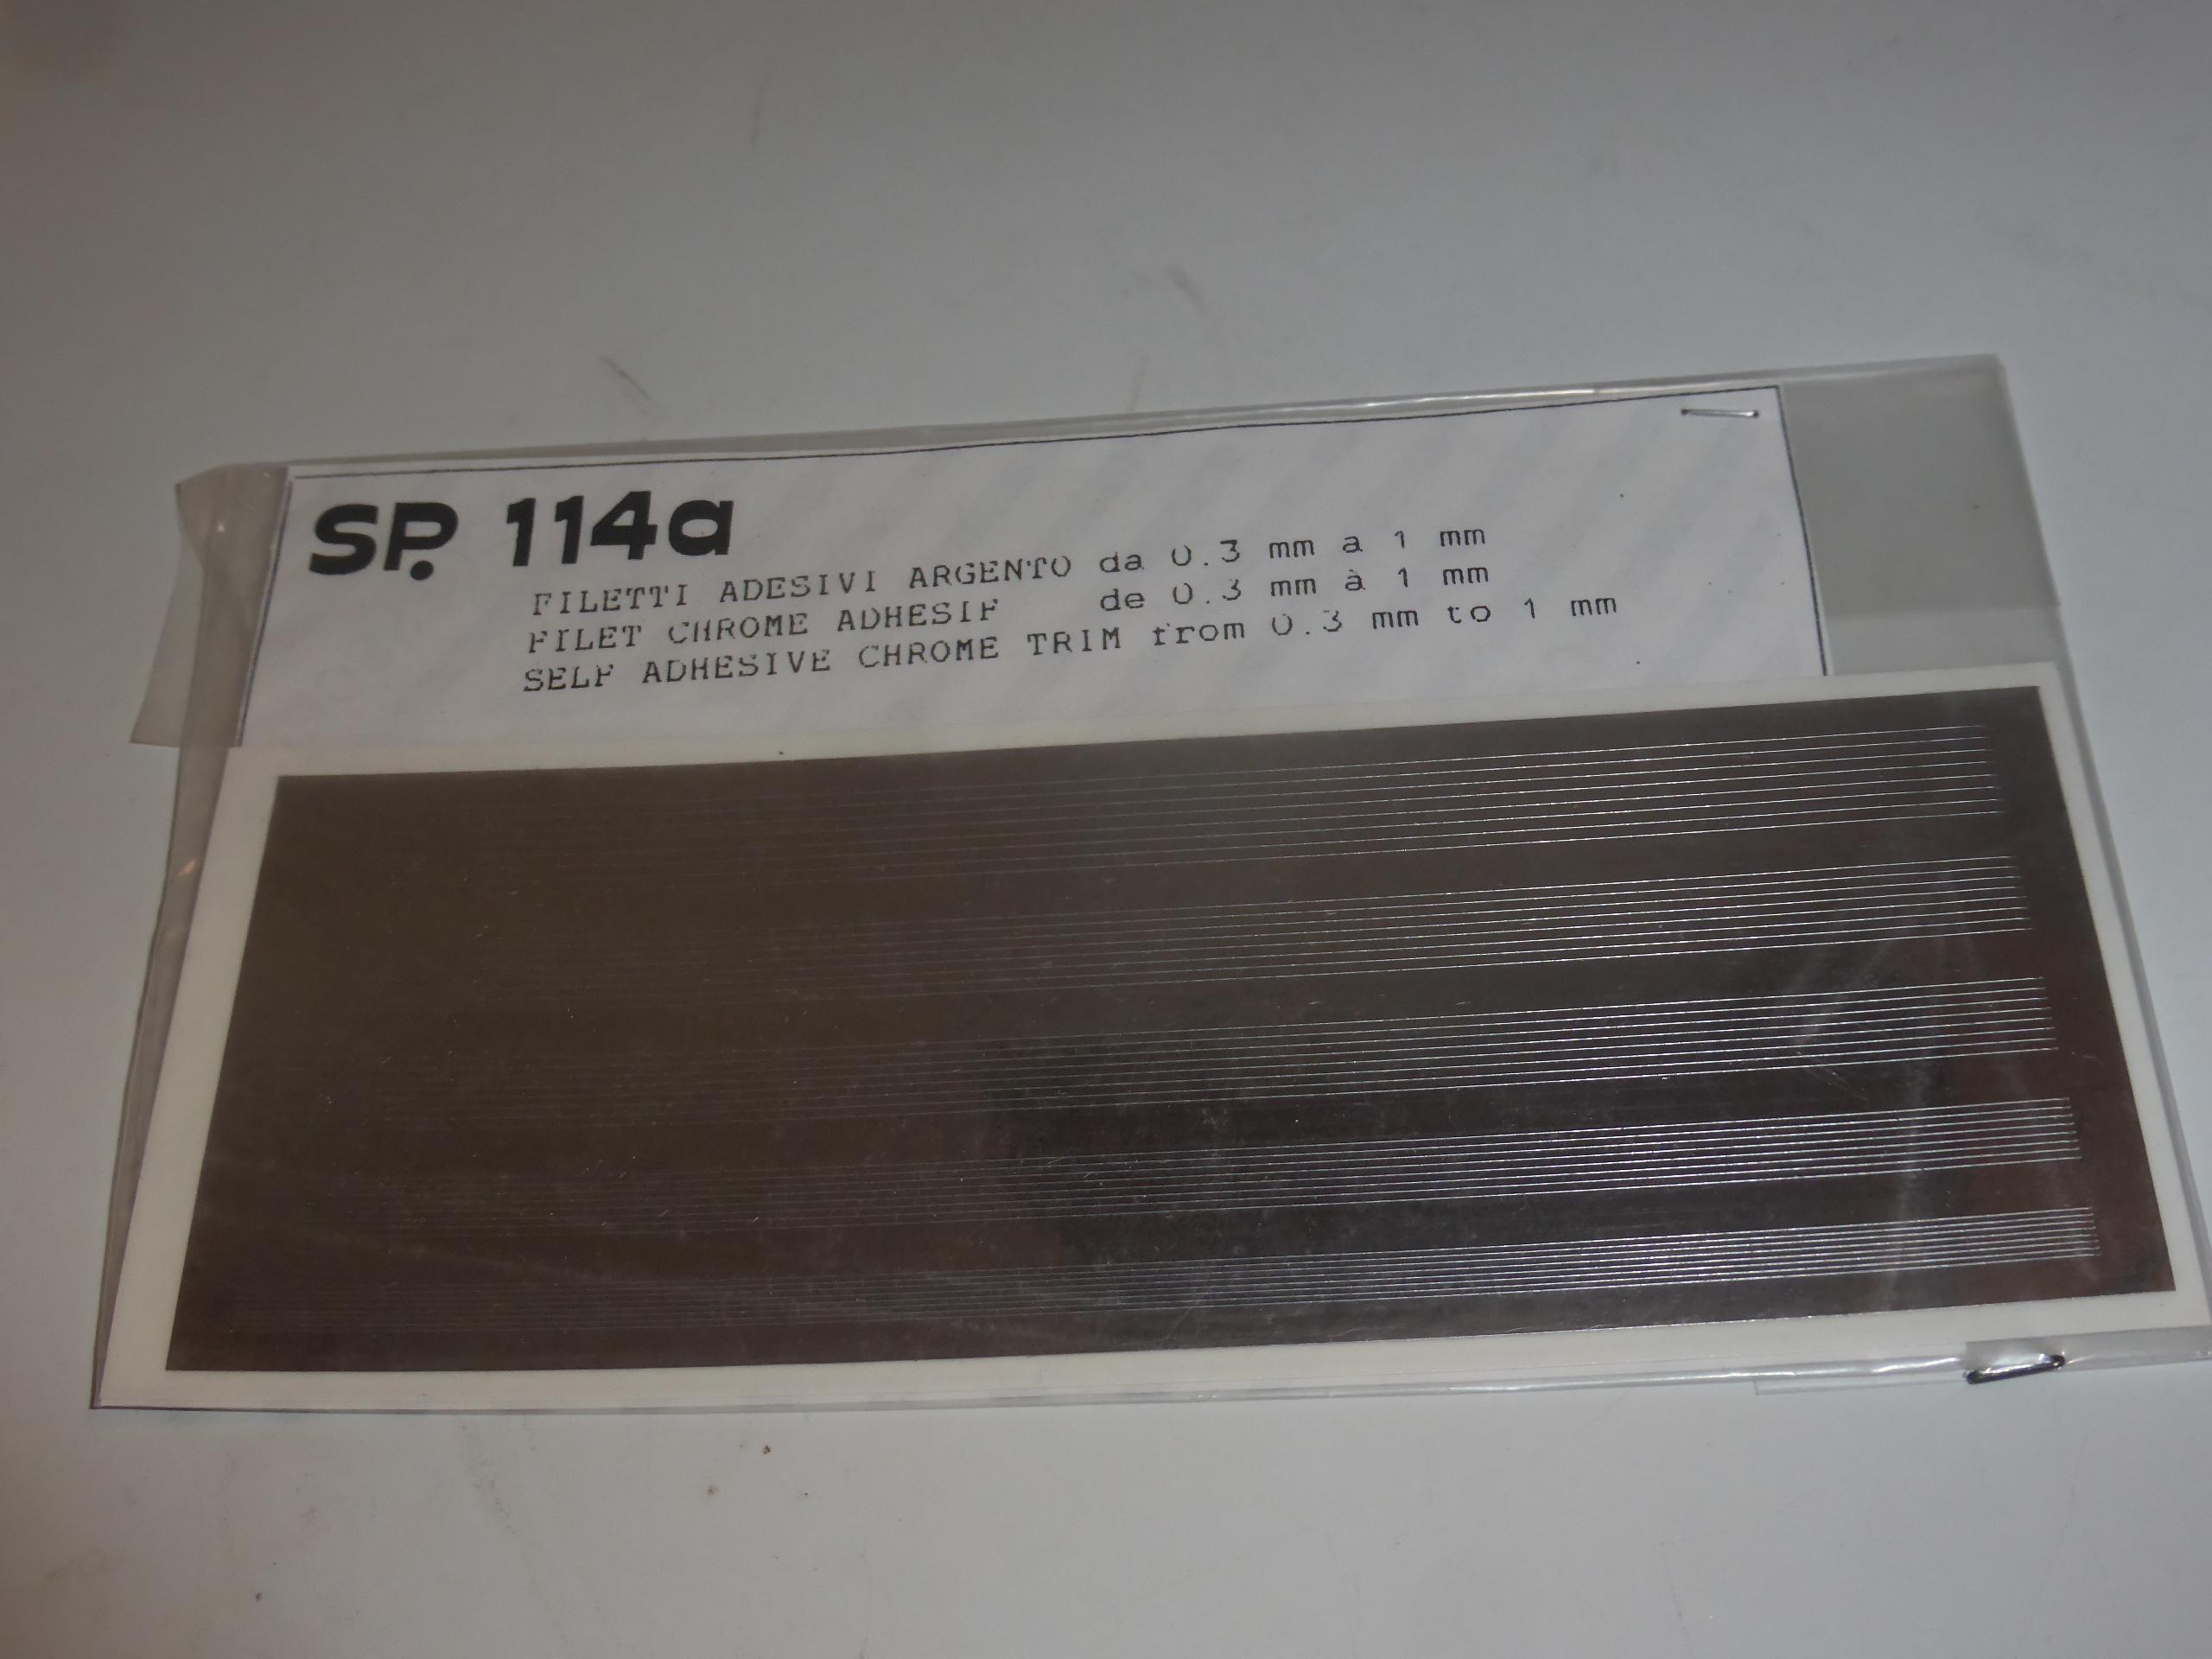 SP. 114a
FILETTI ADESIVI ARGENTO da 0.3 mm a 1 mm
FILET CHROME ADHESIF de 0.3 mm à 1 mm
SELF ADHESIVE CHROME TRIM from 0.3 mm to 1 mm